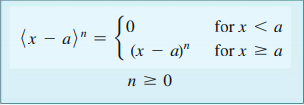 ⟨x − a⟩ⁿ = { 0 for x < a
(x − a)ⁿ for x ≥ a
n ≥ 0